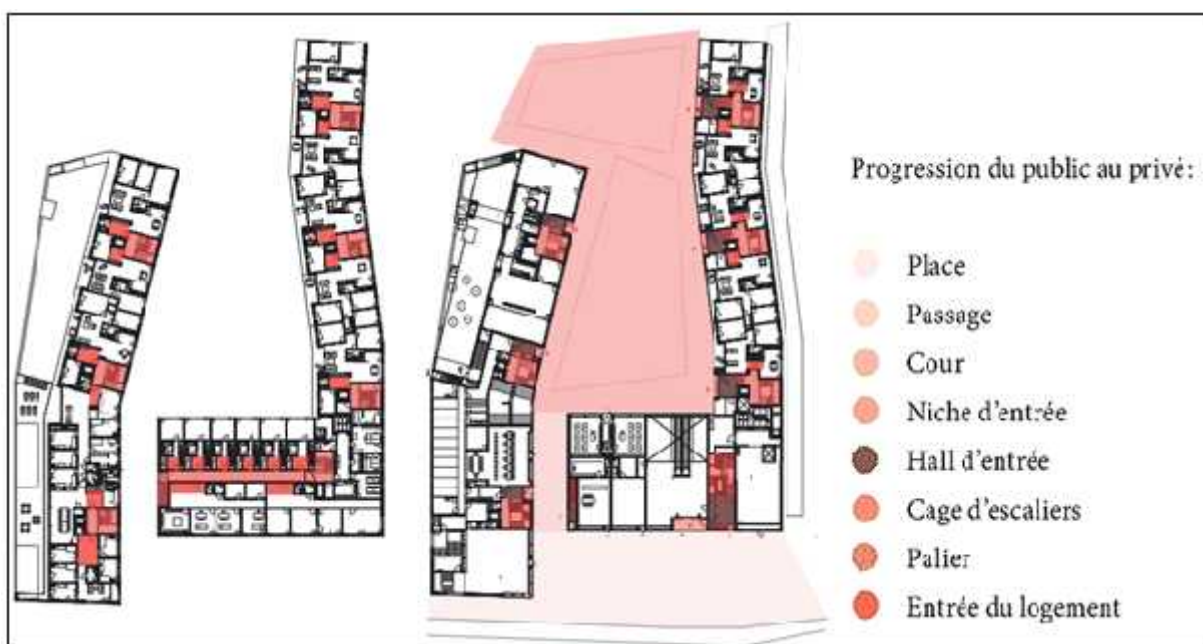 Progression du public au privé:
Place
Passage
Cour
Niche d'entrée
Hall d'entrée
Cage d'escaliers
Palier
Entrée du logement